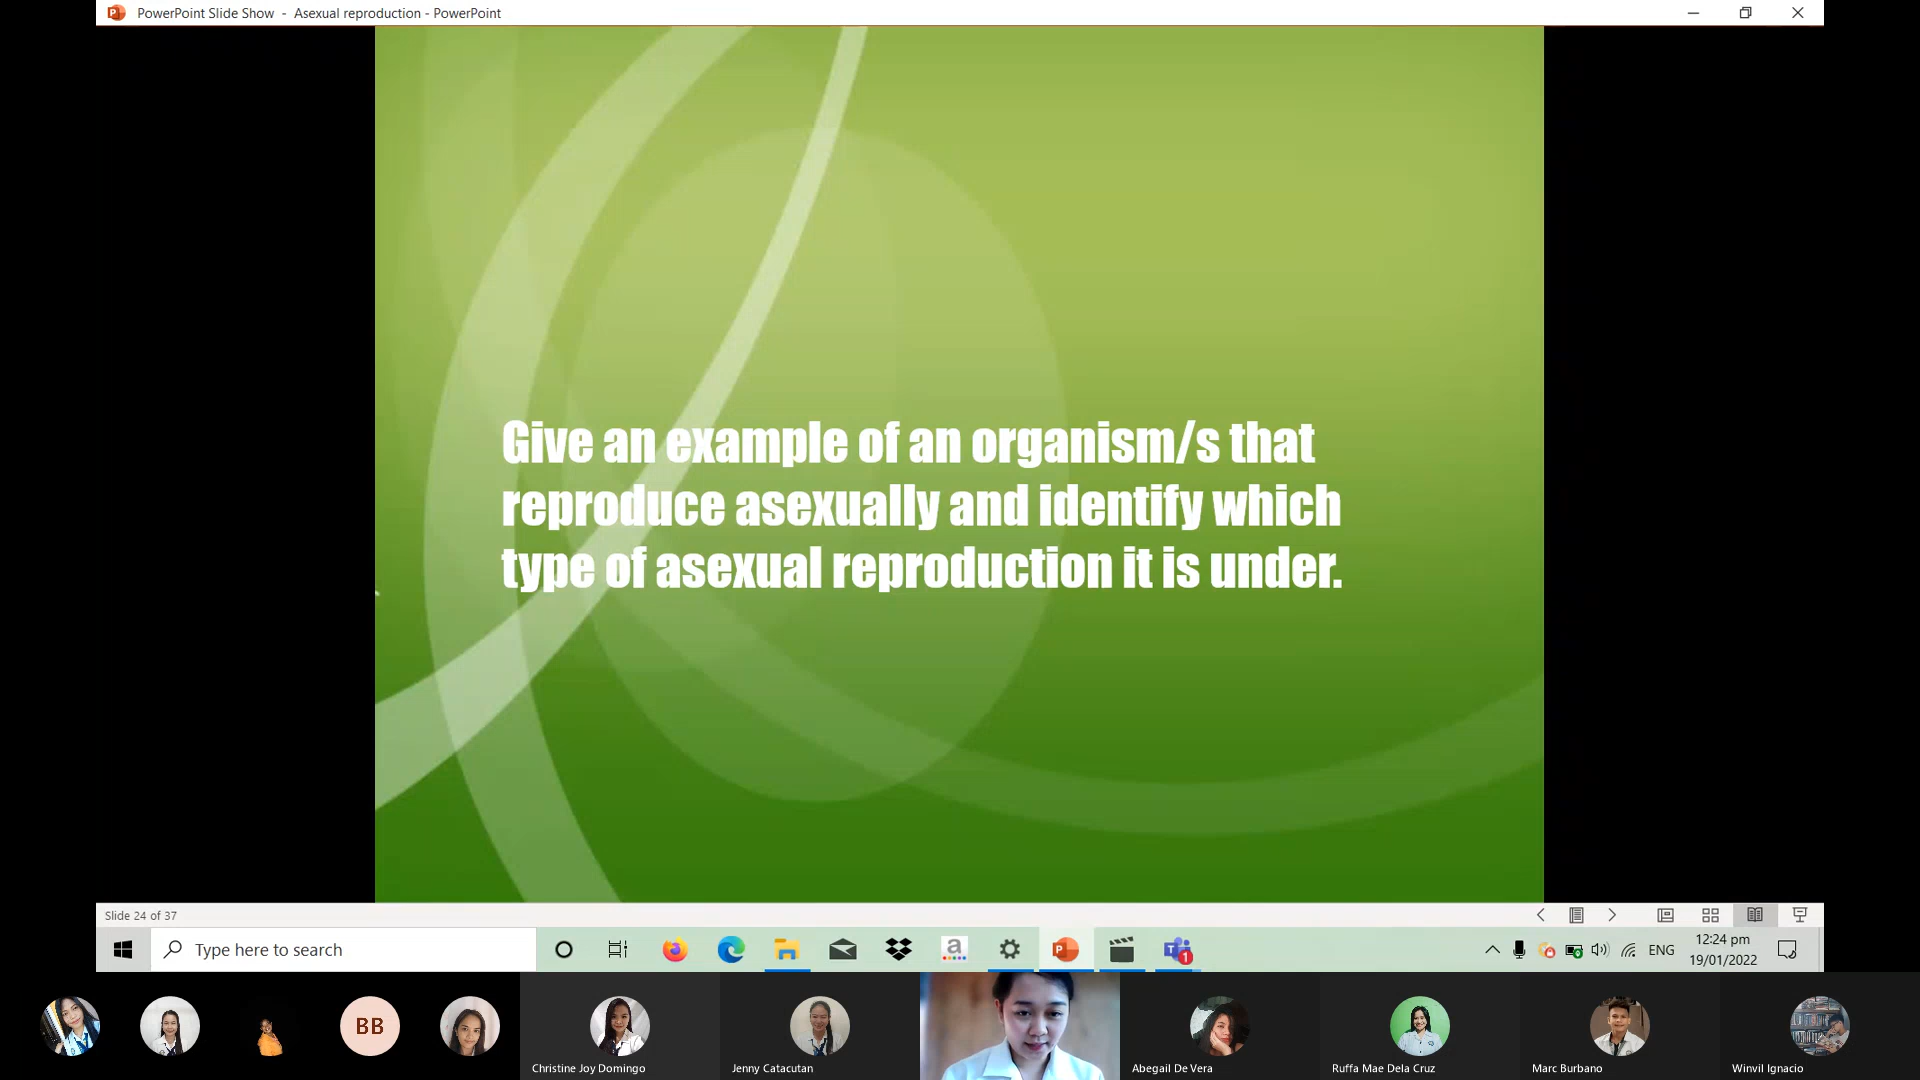 PowerPoint Slide Show - Asexual reproduction - PowerPoint
Give an example of an organism/s that
reproduce asexually and identify which
type of asexual reproduction it is under.
Slide 24 of 37
Type here to search
a
1
ENG
12:24 pm
19/01/2022
BB
Christine Joy Domingo
Jenny Catacutan
Abegail De Vera
Ruffa Mae Dela Cruz
Marc Burbano
Winvil Ignacio